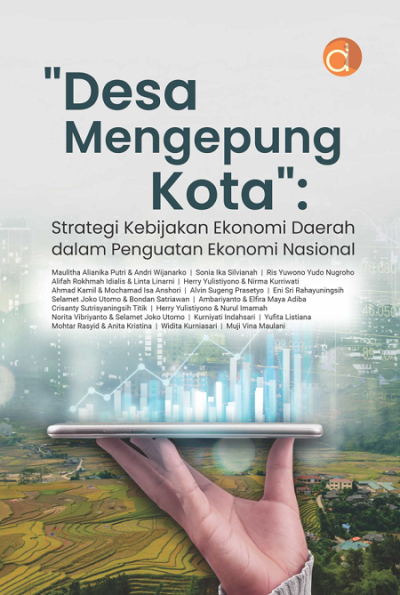 "Desa
Mengepung
Kota":
Strategi Kebijakan Ekonomi Daerah
dalam Penguatan Ekonomi Nasional
Maulitha Alianika Putri & Andri Wijanarko | Sonia Ika Silvianah | Ris Yuwono Yudo Nugroho
Alifah Rokhmah Idialis & Linta Linarni | Herry Yulistiyono & Nirma Kurriwati
Ahmad Kamil & Mochamad Isa Anshori | Alvin Sugeng Prasetyo | Eni Sri Rahayuningsih
Selamet Joko Utomo & Bondan Satriawan | Ambariyanto & Elfira Maya Adiba
Crisanty Sutrisyaningsih Titik | Herry Yulistiyono & Nurul Imamah
Norita Vibriyanto & Selamet Joko Utomo | Kurniyati Indahsari | Yufita Listiana
Mohtar Rasyid & Anita Kristina | Widita Kurniasari | Muji Vina Maulani